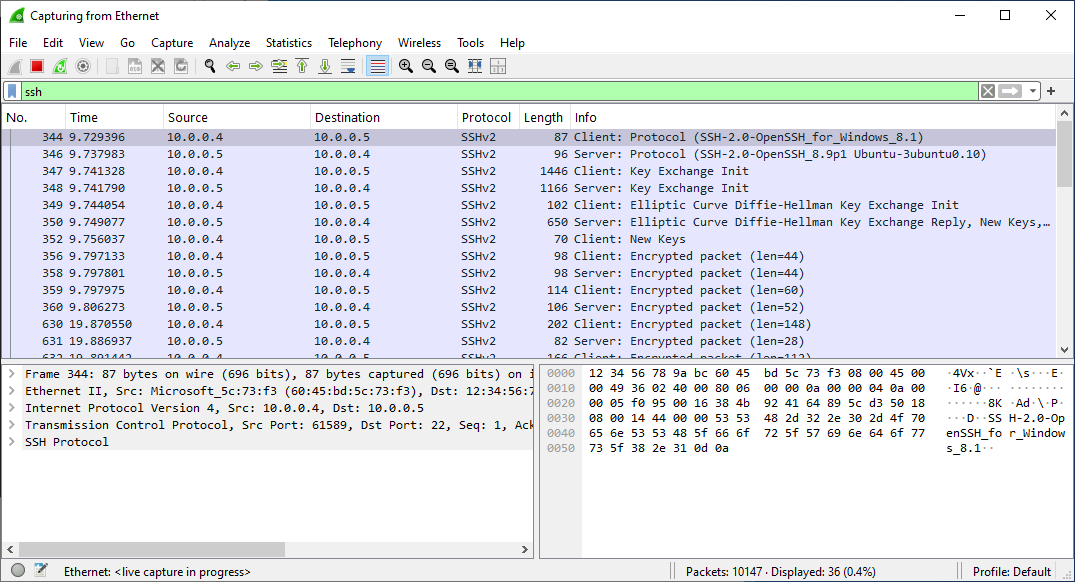 Capturing from Ethernet
File Edit View Go Capture Analyze Statistics Telephony Wireless Tools Help
ssh
No. Time Source Destination Protocol Length Info
344 9.729396 10.0.0.4 10.0.0.5 SSHv2 87 Client: Protocol (SSH-2.0-OpenSSH_for_Windows_8.1)
346 9.737983 10.0.0.5 10.0.0.4 SSHv2 96 Server: Protocol (SSH-2.0-OpenSSH_8.9p1 Ubuntu-3ubuntu0.10)
347 9.741328 10.0.0.4 10.0.0.5 SSHv2 1446 Client: Key Exchange Init
348 9.741790 10.0.0.5 10.0.0.4 SSHv2 1166 Server: Key Exchange Init
349 9.744054 10.0.0.4 10.0.0.5 SSHv2 102 Client: Elliptic Curve Diffie-Hellman Key Exchange Init
350 9.749077 10.0.0.5 10.0.0.4 SSHv2 650 Server: Elliptic Curve Diffie-Hellman Key Exchange Reply, New Keys,…
352 9.756037 10.0.0.4 10.0.0.5 SSHv2 70 Client: New Keys
356 9.797133 10.0.0.4 10.0.0.5 SSHv2 98 Client: Encrypted packet (len=44)
358 9.797801 10.0.0.5 10.0.0.4 SSHv2 98 Server: Encrypted packet (len=44)
359 9.797975 10.0.0.4 10.0.0.5 SSHv2 114 Client: Encrypted packet (len=60)
360 9.806273 10.0.0.5 10.0.0.4 SSHv2 106 Server: Encrypted packet (len=52)
630 19.870550 10.0.0.4 10.0.0.5 SSHv2 202 Client: Encrypted packet (len=148)
631 19.886937 10.0.0.5 10.0.0.4 SSHv2 82 Server: Encrypted packet (len=28)
632 19.891442 10.0.0.4 10.0.0.5 SSHv2 166 Client: Encrypted packet (len=112)
Frame 344: 87 bytes on wire (696 bits), 87 bytes captured (696 bits) on i
Ethernet II, Src: Microsoft_5c:73:f3 (60:45:bd:5c:73:f3), Dst: 12:34:56:7
Internet Protocol Version 4, Src: 10.0.0.4, Dst: 10.0.0.5
Transmission Control Protocol, Src Port: 61589, Dst Port: 22, Seq: 1, Ack
SSH Protocol
0000 12 34 56 78 9a bc 60 45 bd 5c 73 f3 08 00 45 00 ·4Vx··`E ·\s···E·
0010 00 49 36 02 40 00 80 06 00 00 0a 00 00 04 0a 00 ·I6·@··· ········
0020 00 05 f0 95 00 16 38 4b 92 41 64 89 5c d3 50 18 ······8K ·Ad·\·P·
0030 08 00 14 44 00 00 53 53 48 2d 32 2e 30 2d 4f 70 ···D··SS H-2.0-Op
0040 65 6e 53 53 48 5f 66 6f 72 5f 57 69 6e 64 6f 77 enSSH_fo r_Window
0050 73 5f 38 2e 31 0d 0a s_8.1··
Ethernet: <live capture in progress>
Packets: 10147 · Displayed: 36 (0.4%)
Profile: Default